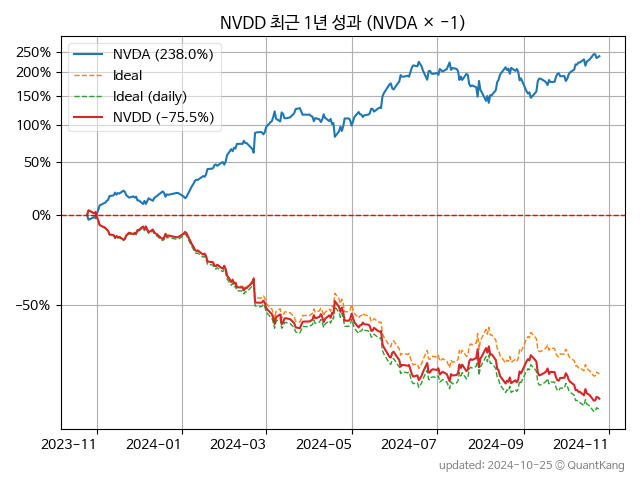 NVDD 최근 1년 성과 (NVDA × −1)
250%
200%
150%
100%
50%
0%
−50%
NVDA (238.0%)
Ideal
Ideal (daily)
NVDD (−75.5%)
2023−11
2024−01
2024−03
2024−05
2024−07
2024−09
2024−11
updated: 2024-10-25 ⓒ QuantKang